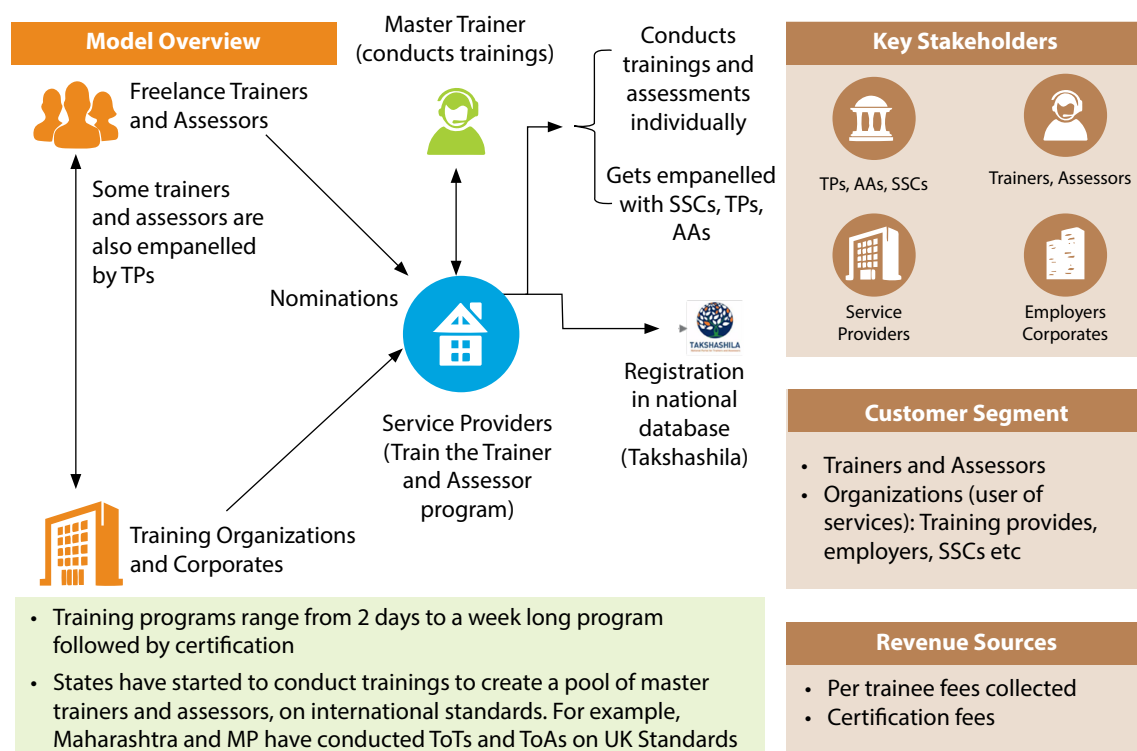 Model Overview
Freelance Trainers
and Assessors
Some trainers
and assessors are
also empanelled
by TPs
Training Organizations
and Corporates
Master Trainer
(conducts trainings)
Nominations
Service Providers
(Train the Trainer
and Assessor
program)
Conducts
trainings and
assessments
individually
Gets empanelled
with SSCs, TPs,
AAs
TAKSHASHILA
Registration
in national
database
(Takshashila)
• Training programs range from 2 days to a week long program
followed by certification
• States have started to conduct trainings to create a pool of master
trainers and assessors, on international standards. For example,
Maharashtra and MP have conducted ToTs and ToAs on UK Standards
Key Stakeholders
TPs, AAs, SSCs
Trainers, Assessors
Service
Providers
Employers
Corporates
Customer Segment
• Trainers and Assessors
• Organizations (user of
services): Training provides,
employers, SSCs etc
Revenue Sources
• Per trainee fees collected
• Certification fees